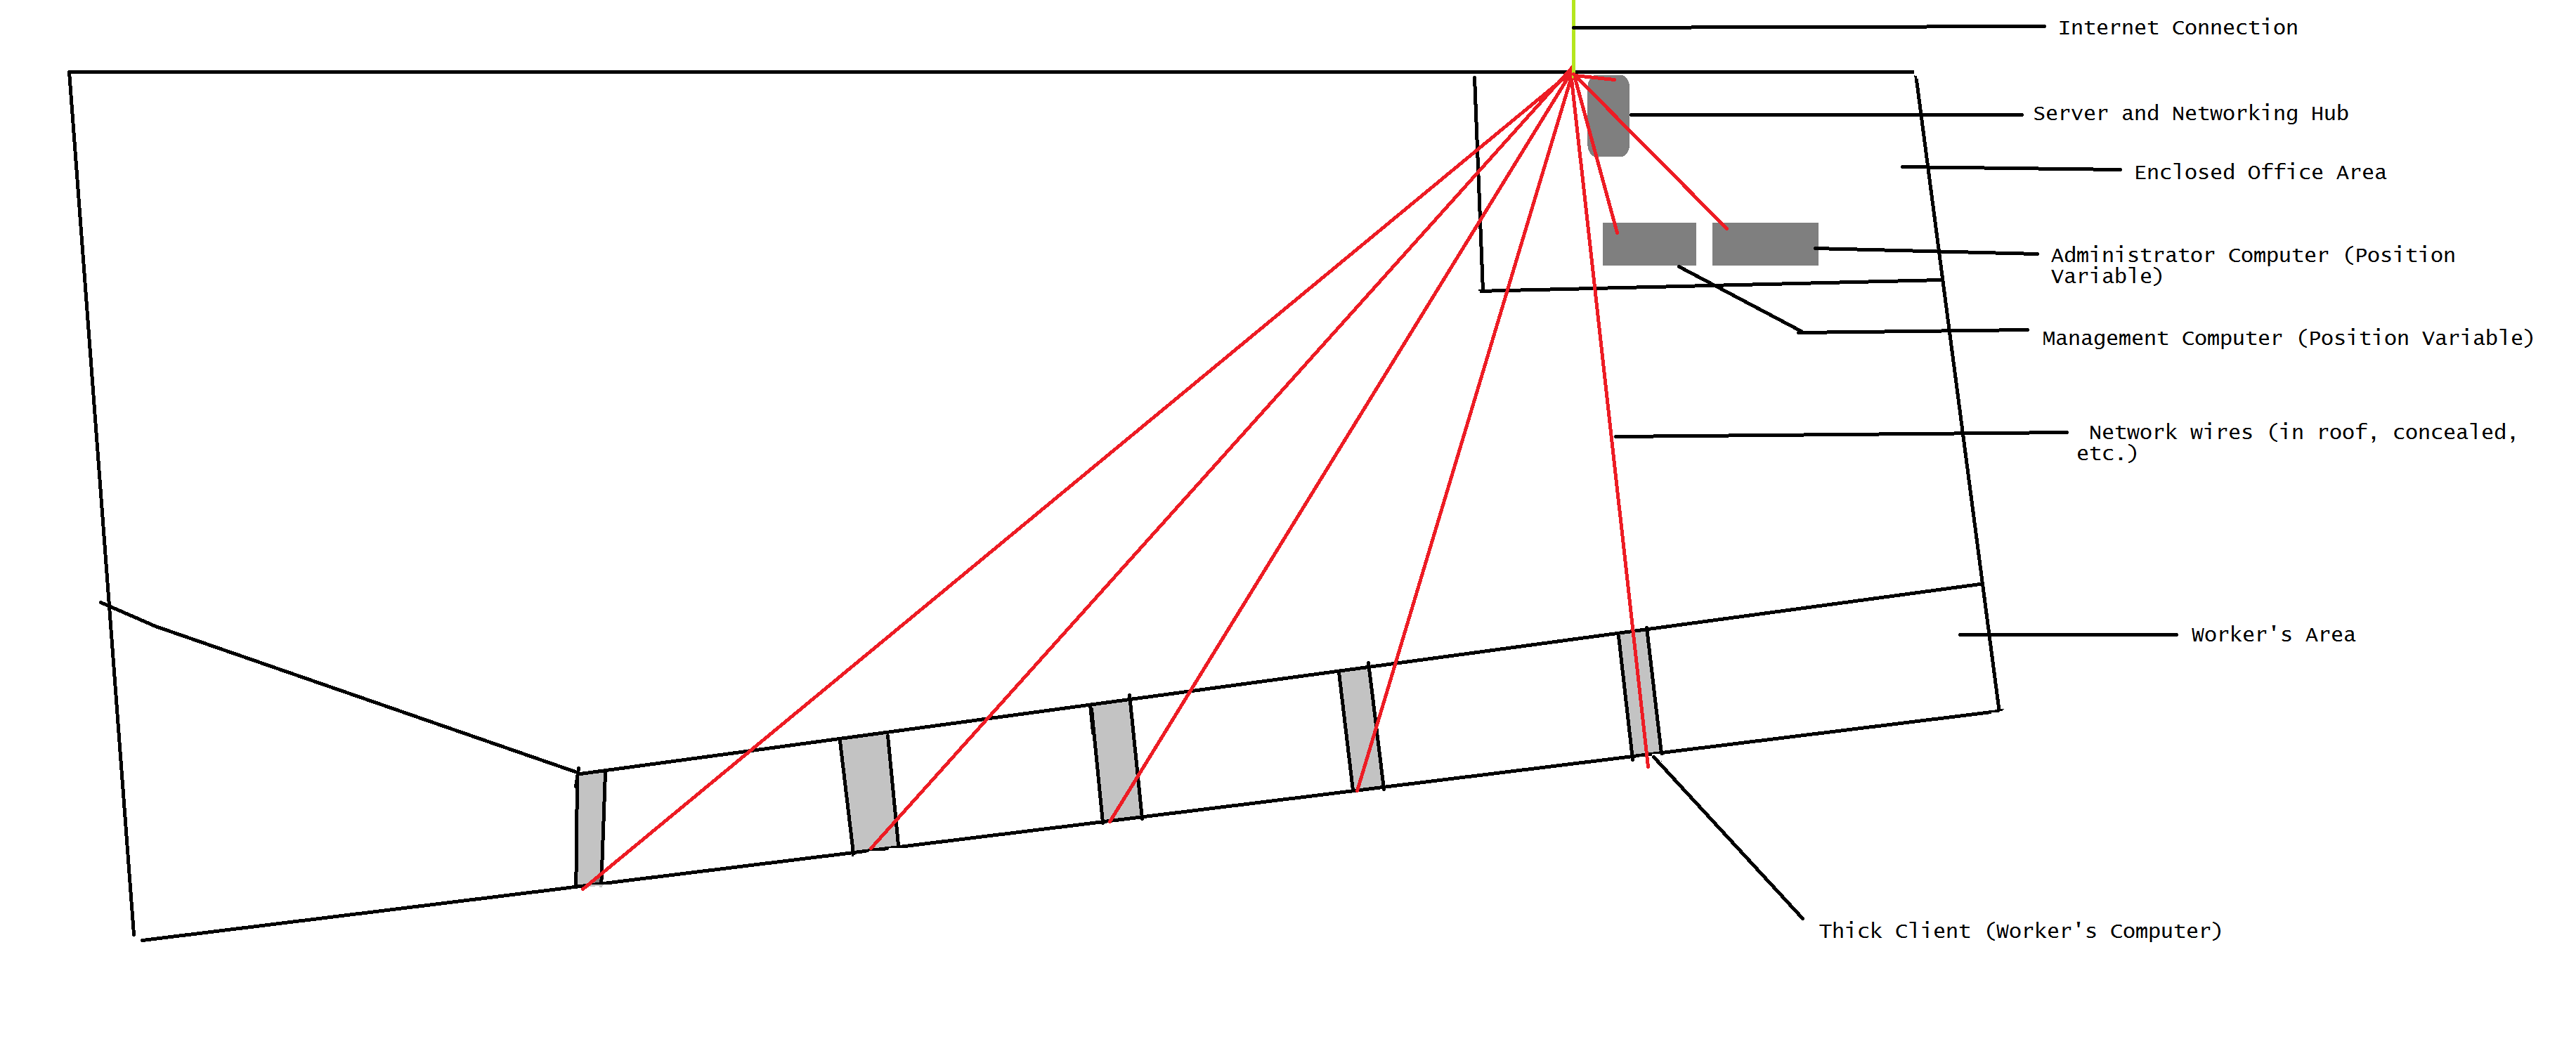 Internet Connection
Server and Networking Hub
Enclosed Office Area
Administrator Computer (Position
Variable)
Management Computer (Position Variable)
Network wires (in roof, concealed,
etc.)
Worker's Area
Thick Client (Worker's Computer)